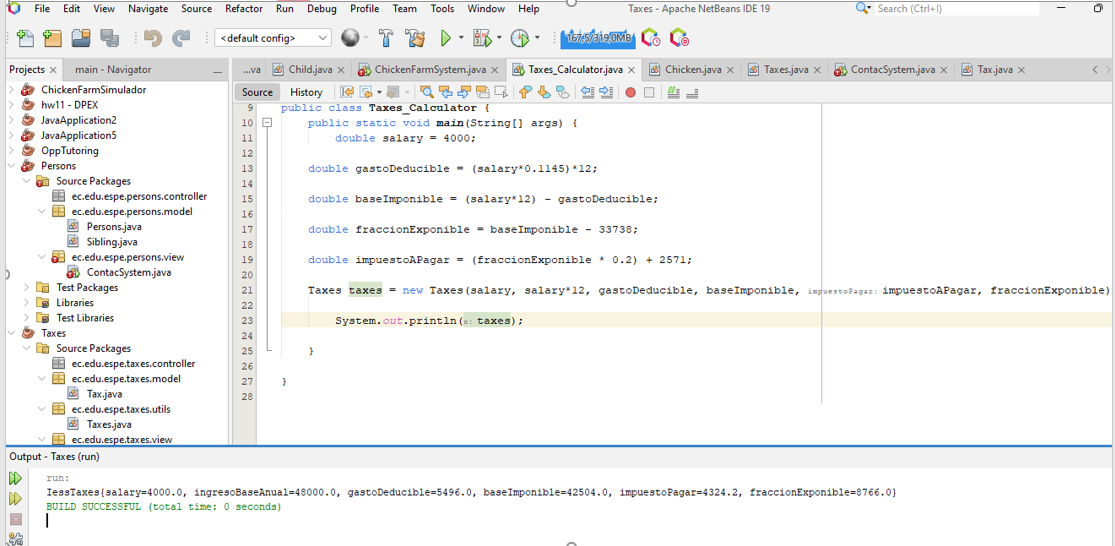 File Edit View Navigate Source Refactor Run Debug Profile Team Tools Window Help Taxes - Apache NetBeans IDE 19 Search (Ctrl+I)
<default config> 167,5/319,0MB
Projects main - Navigator ...va Child.java ChickenFarmSystem.java Taxes_Calculator.java Chicken.java Taxes.java ContacSystem.java Tax.java
Source History
ChickenFarmSimulador
hw11 - DPEX
JavaApplication2
JavaApplication5
OppTutoring
Persons
Source Packages
ec.edu.espe.persons.controller
ec.edu.espe.persons.model
Persons.java
Sibling.java
ec.edu.espe.persons.view
ContacSystem.java
Test Packages
Libraries
Test Libraries
Taxes
Source Packages
ec.edu.espe.taxes.controller
ec.edu.espe.taxes.model
Tax.java
ec.edu.espe.taxes.utils
Taxes.java
ec.edu.espe.taxes.view
9 public class Taxes_Calculator {
10 public static void main(String[] args) {
11 double salary = 4000;
12
13 double gastoDeducible = (salary*0.1145)*12;
14
15 double baseImponible = (salary*12) - gastoDeducible;
16
17 double fraccionExponible = baseImponible - 33738;
18
19 double impuestoAPagar = (fraccionExponible * 0.2) + 2571;
20
21 Taxes taxes = new Taxes(salary, salary*12, gastoDeducible, baseImponible, impuestoPagar: impuestoAPagar, fraccionExponible)
22
23 System.out.println(x: taxes);
24
25 }
26
27 }
28
Output - Taxes (run)
run:
IessTaxes{salary=4000.0, ingresoBaseAnual=48000.0, gastoDeducible=5496.0, baseImponible=42504.0, impuestoPagar=4324.2, fraccionExponible=8766.0}
BUILD SUCCESSFUL (total time: 0 seconds)